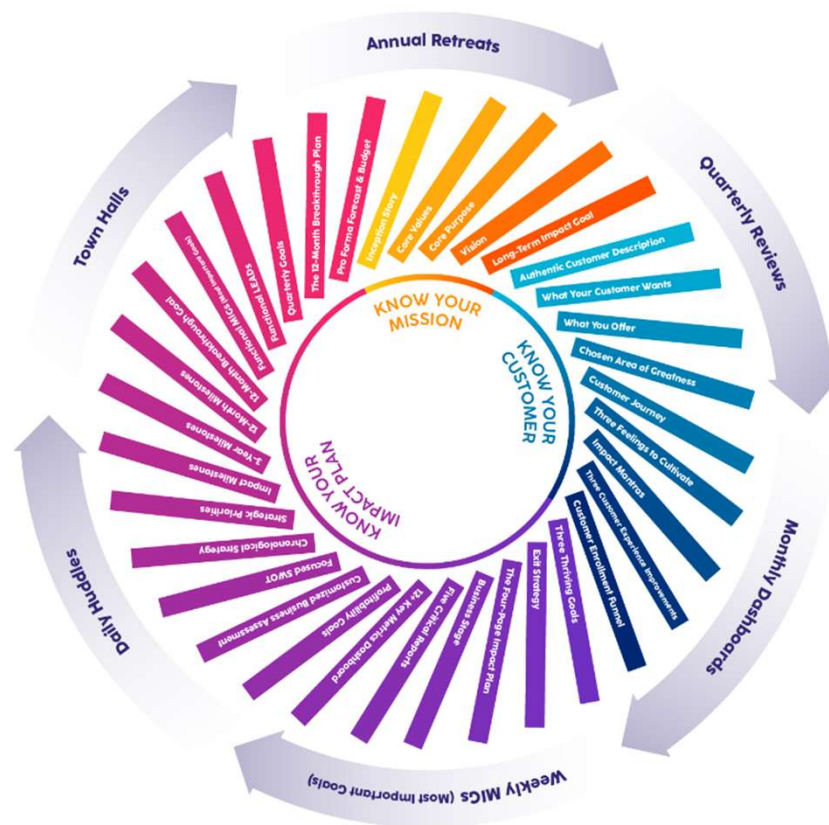 Annual Retreats
Quarterly Reviews
Monthly Dashboards
Weekly MIGs (Most Important Goals)
Daily Huddles
Town Halls
KNOW YOUR
MISSION
Inception Story
Core Values
Core Purpose
Vision
Long-Term Impact Goal
KNOW YOUR
CUSTOMER
Authentic Customer Description
What Your Customer Wants
What You Offer
Chosen Area of Greatness
Customer Journey
Three Feelings to Cultivate
Impact Mantras
Three Customer Experience Improvements
Customer Enrollment Funnel
KNOW YOUR
IMPACT PLAN
Three Thriving Goals
Exit Strategy
The Four-Page Impact Plan
Business Stage
Five Critical Reports
12+ Key Metrics Dashboard
Profitability Goals
Customized Business Assessment
Focused SWOT
Chronological Strategy
Strategic Priorities
Impact Milestones
3-Year Milestones
12-Month Milestones
12-Month Breakthrough Goal
Functional MIGs (Most Important Goals)
Functional LEADs
Quarterly Goals
The 12-Month Breakthrough Plan
Pro Forma Forecast & Budget